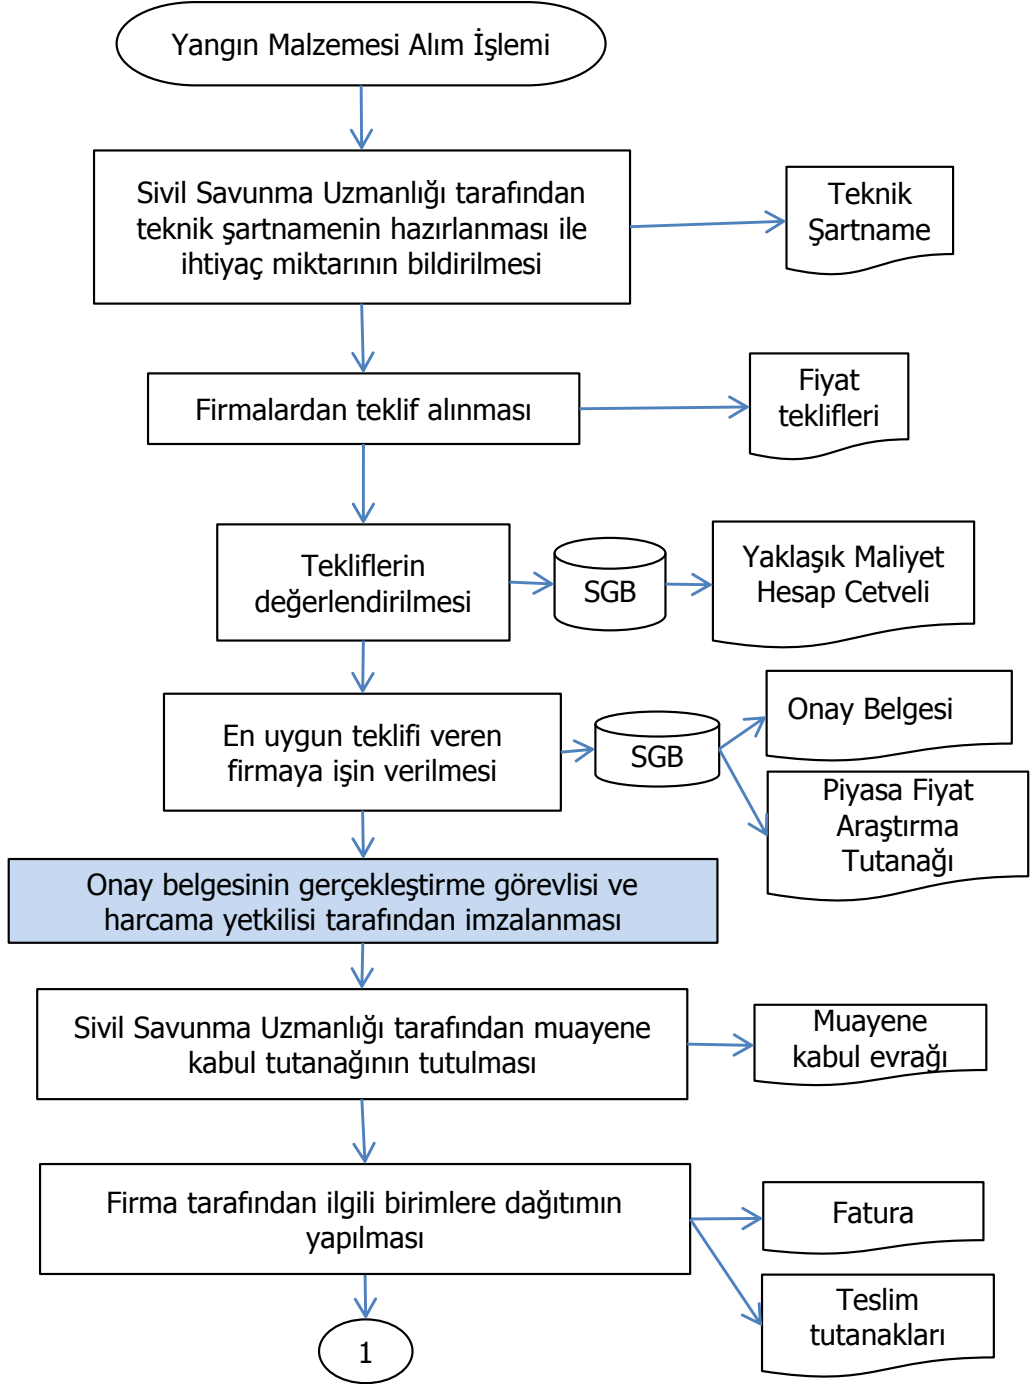 Yangın Malzemesi Alım İşlemi
Sivil Savunma Uzmanlığı tarafından
teknik şartnamenin hazırlanması ile
ihtiyaç miktarının bildirilmesi
Teknik
Şartname
Firmalardan teklif alınması
Fiyat
teklifleri
Tekliflerin
değerlendirilmesi
SGB
Yaklaşık Maliyet
Hesap Cetveli
En uygun teklifi veren
firmaya işin verilmesi
SGB
Onay Belgesi
Piyasa Fiyat
Araştırma
Tutanağı
Onay belgesinin gerçekleştirme görevlisi ve
harcama yetkilisi tarafından imzalanması
Sivil Savunma Uzmanlığı tarafından muayene
kabul tutanağının tutulması
Muayene
kabul evrağı
Firma tarafından ilgili birimlere dağıtımın
yapılması
Fatura
Teslim
tutanakları
1